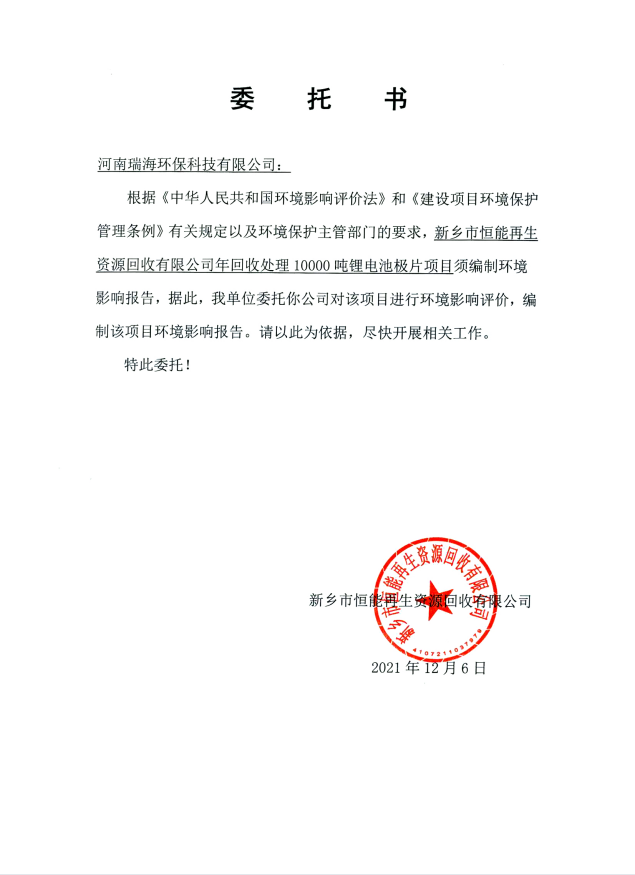 委 托 书
河南瑞海环保科技有限公司：
根据《中华人民共和国环境影响评价法》和《建设项目环境保护
管理条例》有关规定以及环境保护主管部门的要求，新乡市恒能再生
资源回收有限公司年回收处理 10000 吨锂电池极片项目须编制环境
影响报告，据此，我单位委托你公司对该项目进行环境影响评价，编
制该项目环境影响报告。请以此为依据，尽快开展相关工作。
特此委托！
新乡市恒能再生资源回收有限公司
新乡市恒能再生资源回收有限公司
2021 年 12 月 6 日